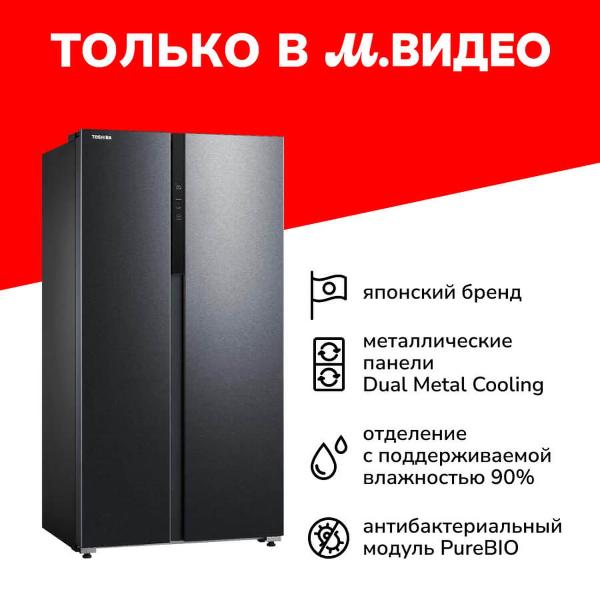 ТОЛЬКО В М.ВИДЕО
TOSHIBA
японский бренд
металлические
панели
Dual Metal Cooling
отделение
с поддерживаемой
влажностью 90%
антибактериальный
модуль PureBIO